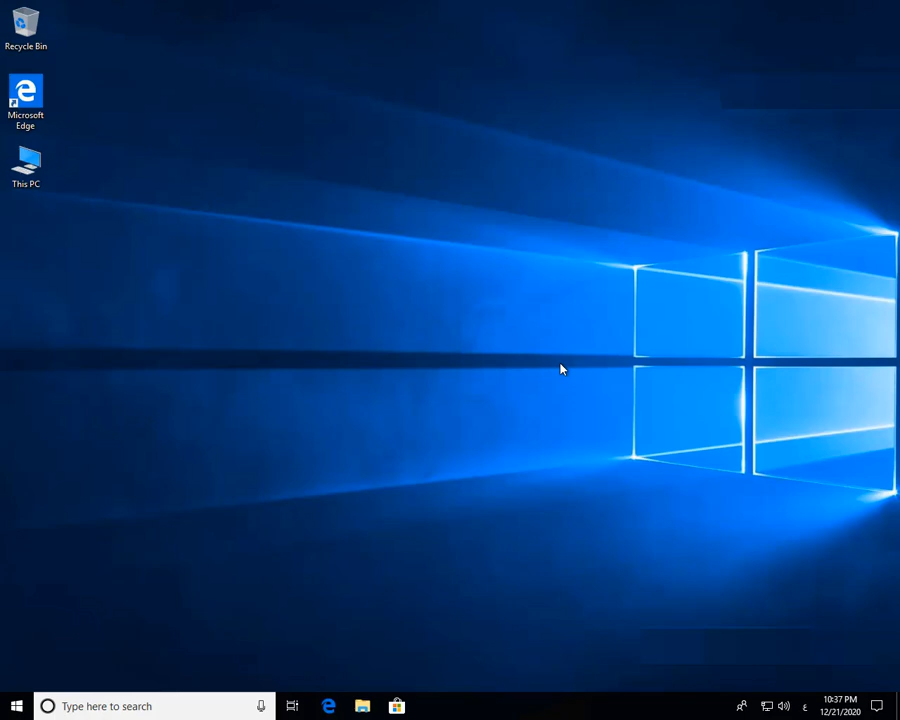 Recycle Bin
Microsoft
Edge
This PC
Type here to search
ع
10:37 PM
12/21/2020